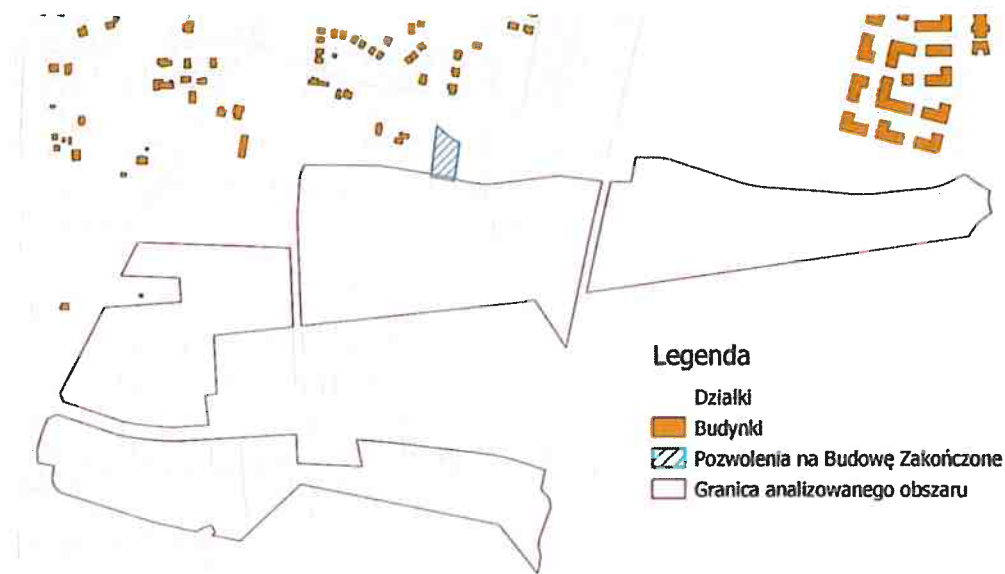 Legenda
Działki
Budynki
Pozwolenia na Budowę Zakończone
Granica analizowanego obszaru